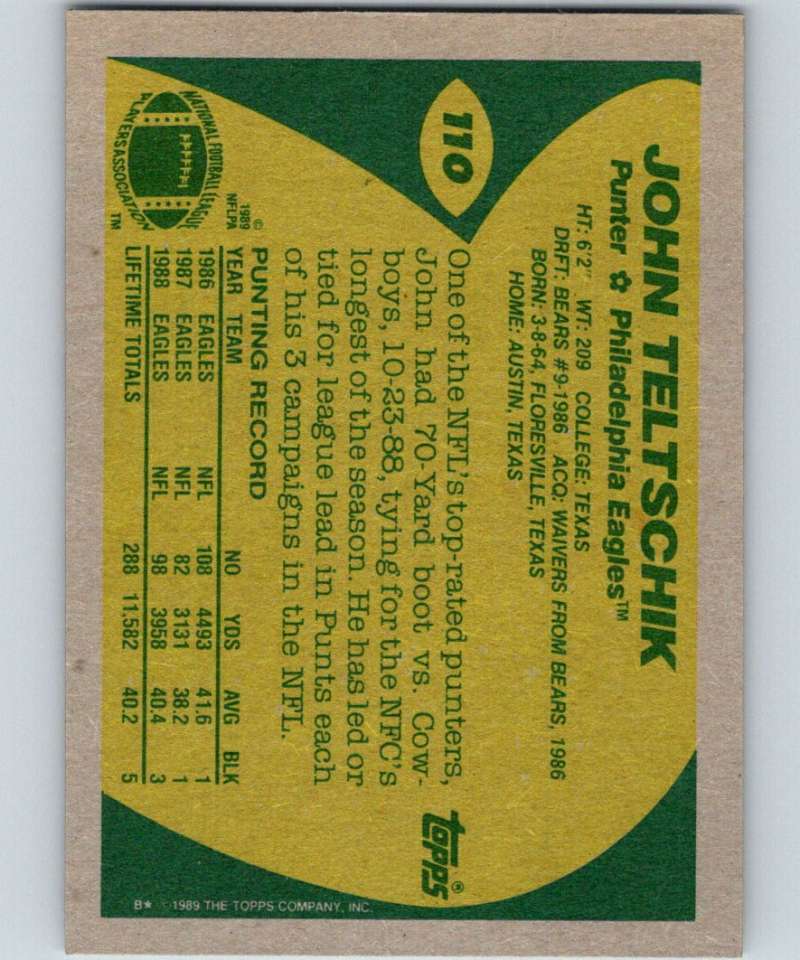 110
JOHN TELTSCHIK
Punter ✿ Philadelphia Eagles™
HT: 6'2" WT: 209 COLLEGE: TEXAS
DRFT: BEARS #9-1986 ACQ: WAIVERS FROM BEARS, 1986
BORN: 3-8-64, FLORESVILLE, TEXAS
HOME: AUSTIN, TEXAS
One of the NFL's top-rated punters,
John had 70-Yard boot vs. Cow-
boys, 10-23-88, tying for the NFC's
longest of the season. He has led or
tied for league lead in Punts each
of his 3 campaigns in the NFL.
topps®
NATIONAL FOOTBALL LEAGUE
PLAYERS ASSOCIATION
TM
©
1989
NFLPA
PUNTING RECORD
YEAR TEAM NO YDS AVG BLK
1986 EAGLES NFL 108 4493 41.6 1
1987 EAGLES NFL 82 3131 38.2 1
1988 EAGLES NFL 98 3958 40.4 3
LIFETIME TOTALS 288 11,582 40.2 5
B★ ©1989 THE TOPPS COMPANY, INC.